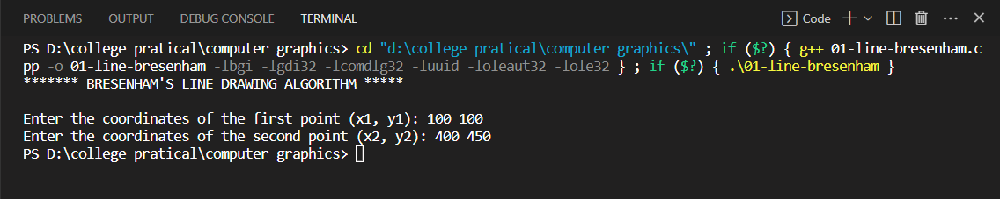 PROBLEMS OUTPUT DEBUG CONSOLE TERMINAL Code
PS D:\college pratical\computer graphics> cd "d:\college pratical\computer graphics\" ; if ($?) { g++ 01-line-bresenham.c
pp -o 01-line-bresenham -lbgi -lgdi32 -lcomdlg32 -luuid -loleaut32 -lole32 } ; if ($?) { .\01-line-bresenham }
******* BRESENHAM'S LINE DRAWING ALGORITHM *****
Enter the coordinates of the first point (x1, y1): 100 100
Enter the coordinates of the second point (x2, y2): 400 450
PS D:\college pratical\computer graphics>